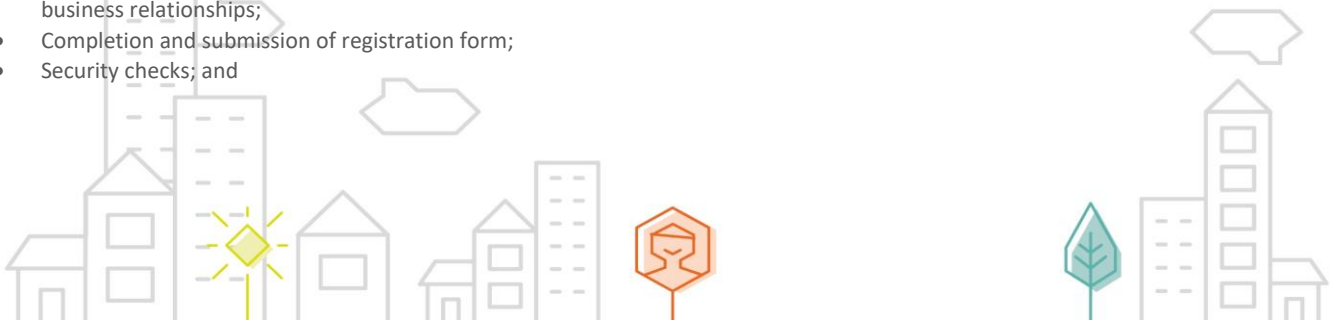 business relationships;
• Completion and submission of registration form;
• Security checks; and